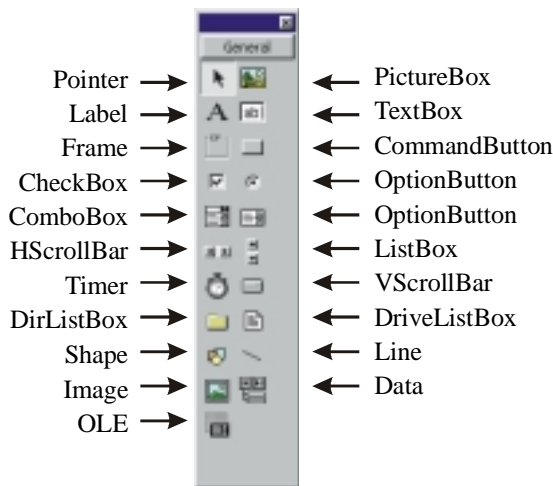 General
Pointer PictureBox
Label A ab TextBox
Frame CommandButton
CheckBox OptionButton
ComboBox OptionButton
HScrollBar ListBox
Timer VScrollBar
DirListBox DriveListBox
Shape Line
Image Data
OLE